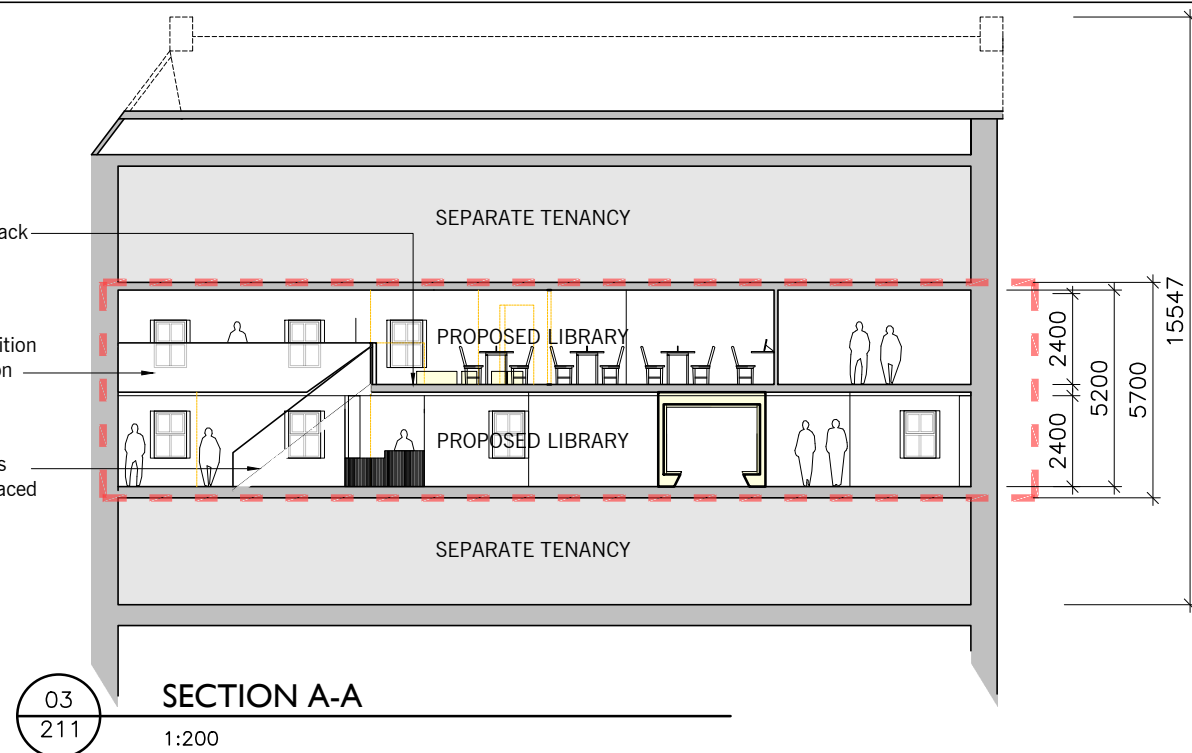 SEPARATE TENANCY
ack
PROPOSED LIBRARY
ition
on
PROPOSED LIBRARY
s
aced
SEPARATE TENANCY
2400
2400
5200
5700
15547
03
211
SECTION A-A
1:200